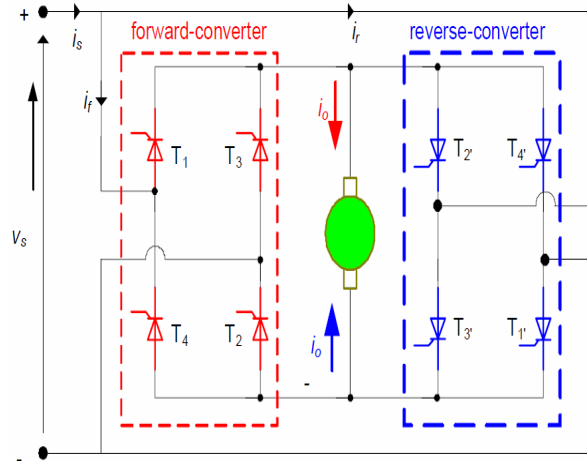 forward-converter
reverse-converter
+
is
ir
if
io
T1
T3
T2'
T4'
Vs
T4
T2
io
T3'
T1'
-
-